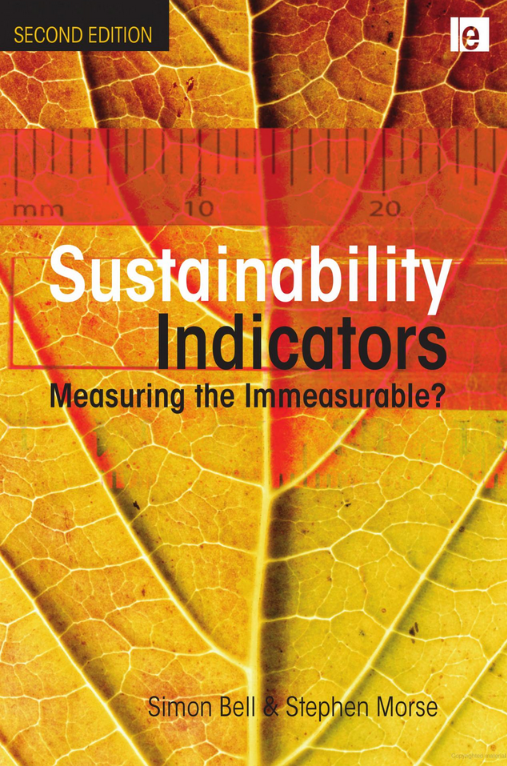 SECOND EDITION
e
mm 10 20
Sustainability
Indicators
Measuring the Immeasurable?
Simon Bell & Stephen Morse